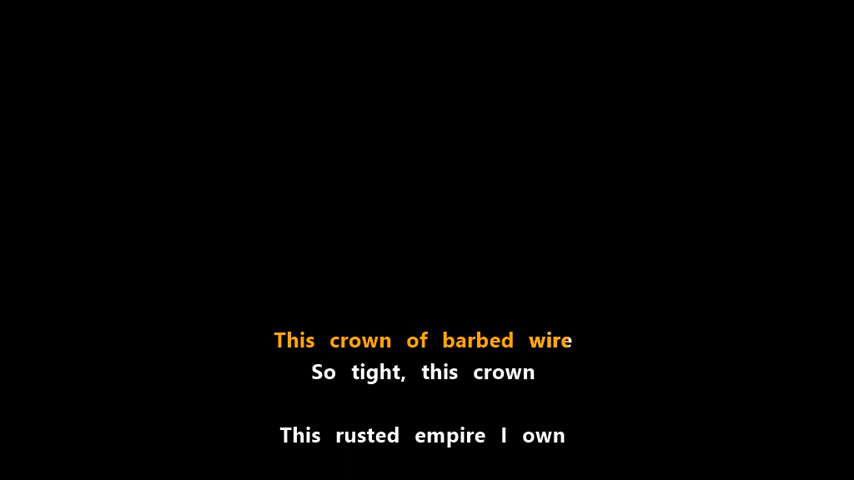 This crown of barbed wire
So tight, this crown
This rusted empire I own